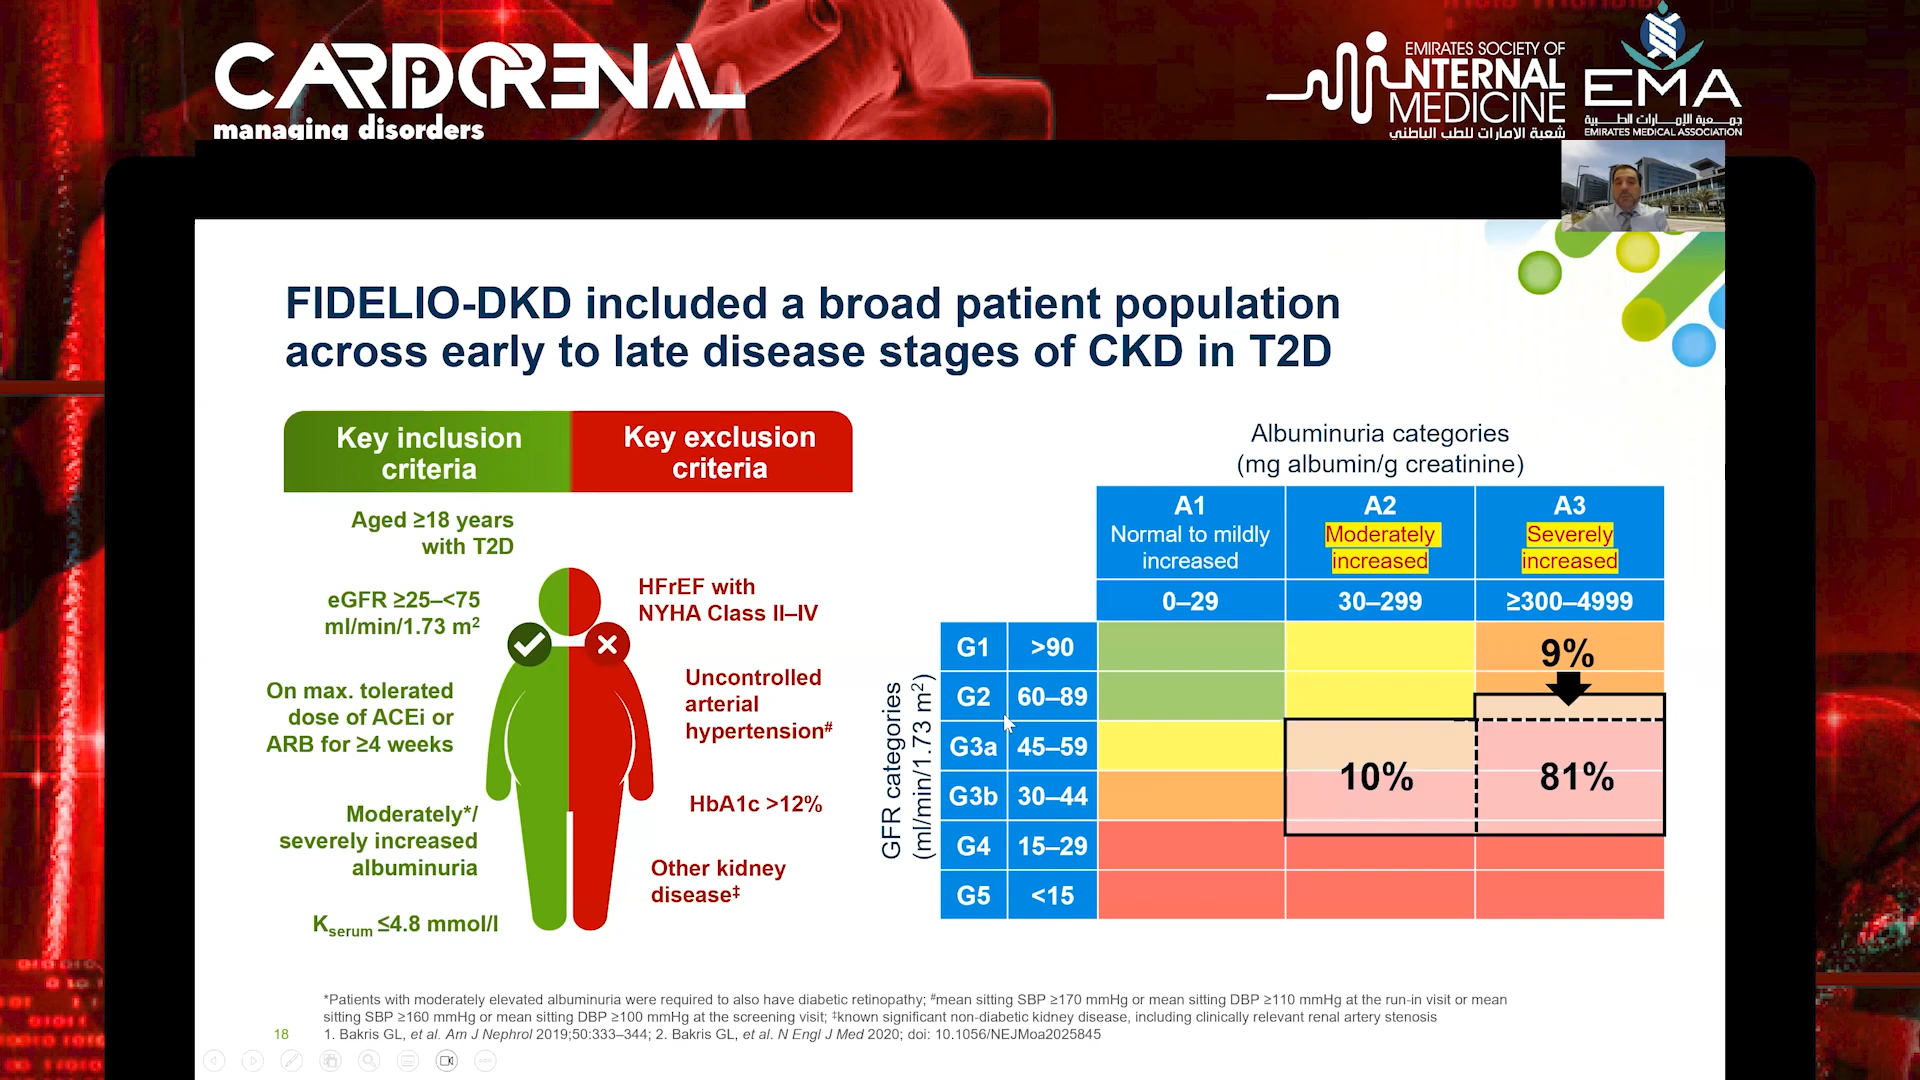 CARDIORENAL
managing disorders
EMIRATES SOCIETY OF
INTERNAL
MEDICINE
شعبة الامارات للطب الباطني
EMA
جمعية الإمارات الطبية
EMIRATES MEDICAL ASSOCIATION
FIDELIO-DKD included a broad patient population
across early to late disease stages of CKD in T2D
Key inclusion
criteria
Key exclusion
criteria
Aged ≥18 years
with T2D
eGFR ≥25–<75
ml/min/1.73 m²
On max. tolerated
dose of ACEi or
ARB for ≥4 weeks
Moderately*/
severely increased
albuminuria
Kserum ≤4.8 mmol/l
HFrEF with
NYHA Class II–IV
Uncontrolled
arterial
hypertension#
HbA1c >12%
Other kidney
disease‡
Albuminuria categories
(mg albumin/g creatinine)
A1
Normal to mildly
increased
A2
Moderately
increased
A3
Severely
increased
0–29
30–299
≥300–4999
GFR categories
(ml/min/1.73 m²)
G1 >90
G2 60–89
G3a 45–59
G3b 30–44
G4 15–29
G5 <15
9%
10%
81%
*Patients with moderately elevated albuminuria were required to also have diabetic retinopathy; #mean sitting SBP ≥170 mmHg or mean sitting DBP ≥110 mmHg at the run-in visit or mean
sitting SBP ≥160 mmHg or mean sitting DBP ≥100 mmHg at the screening visit; ‡known significant non-diabetic kidney disease, including clinically relevant renal artery stenosis
18
1. Bakris GL, et al. Am J Nephrol 2019;50:333–344; 2. Bakris GL, et al. N Engl J Med 2020; doi: 10.1056/NEJMoa2025845